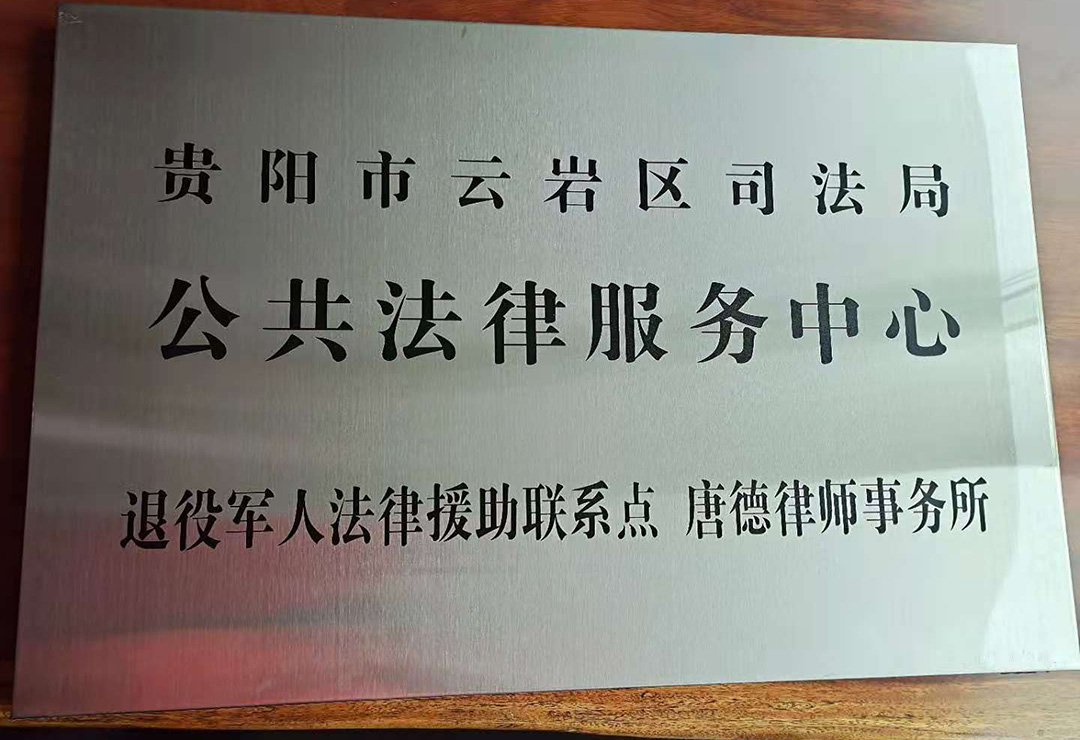 贵阳市云岩区司法局
公共法律服务中心
退役军人法律援助联系点 唐德律师事务所